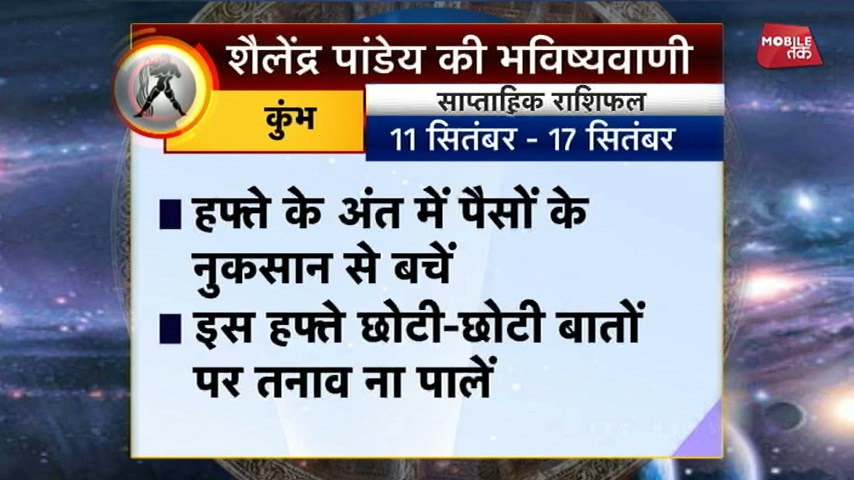 शैलेंद्र पांडेय की भविष्यवाणी
MOBILE
तक
कुंभ
साप्ताहिक राशिफल
11 सितंबर - 17 सितंबर
हफ्ते के अंत में पैसों के
नुकसान से बचें
इस हफ्ते छोटी-छोटी बातों
पर तनाव ना पालें